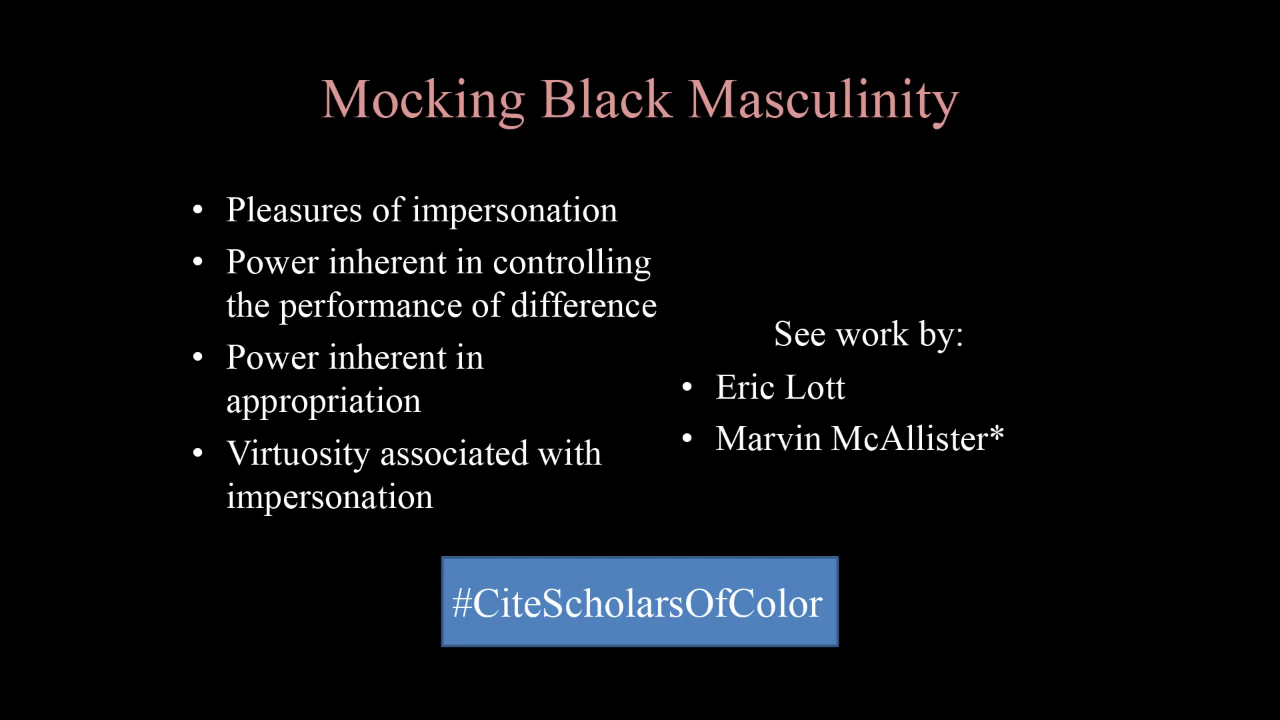 Mocking Black Masculinity
• Pleasures of impersonation
• Power inherent in controlling
the performance of difference
• Power inherent in
appropriation
• Virtuosity associated with
impersonation
See work by:
• Eric Lott
• Marvin McAllister*
#CiteScholarsOfColor